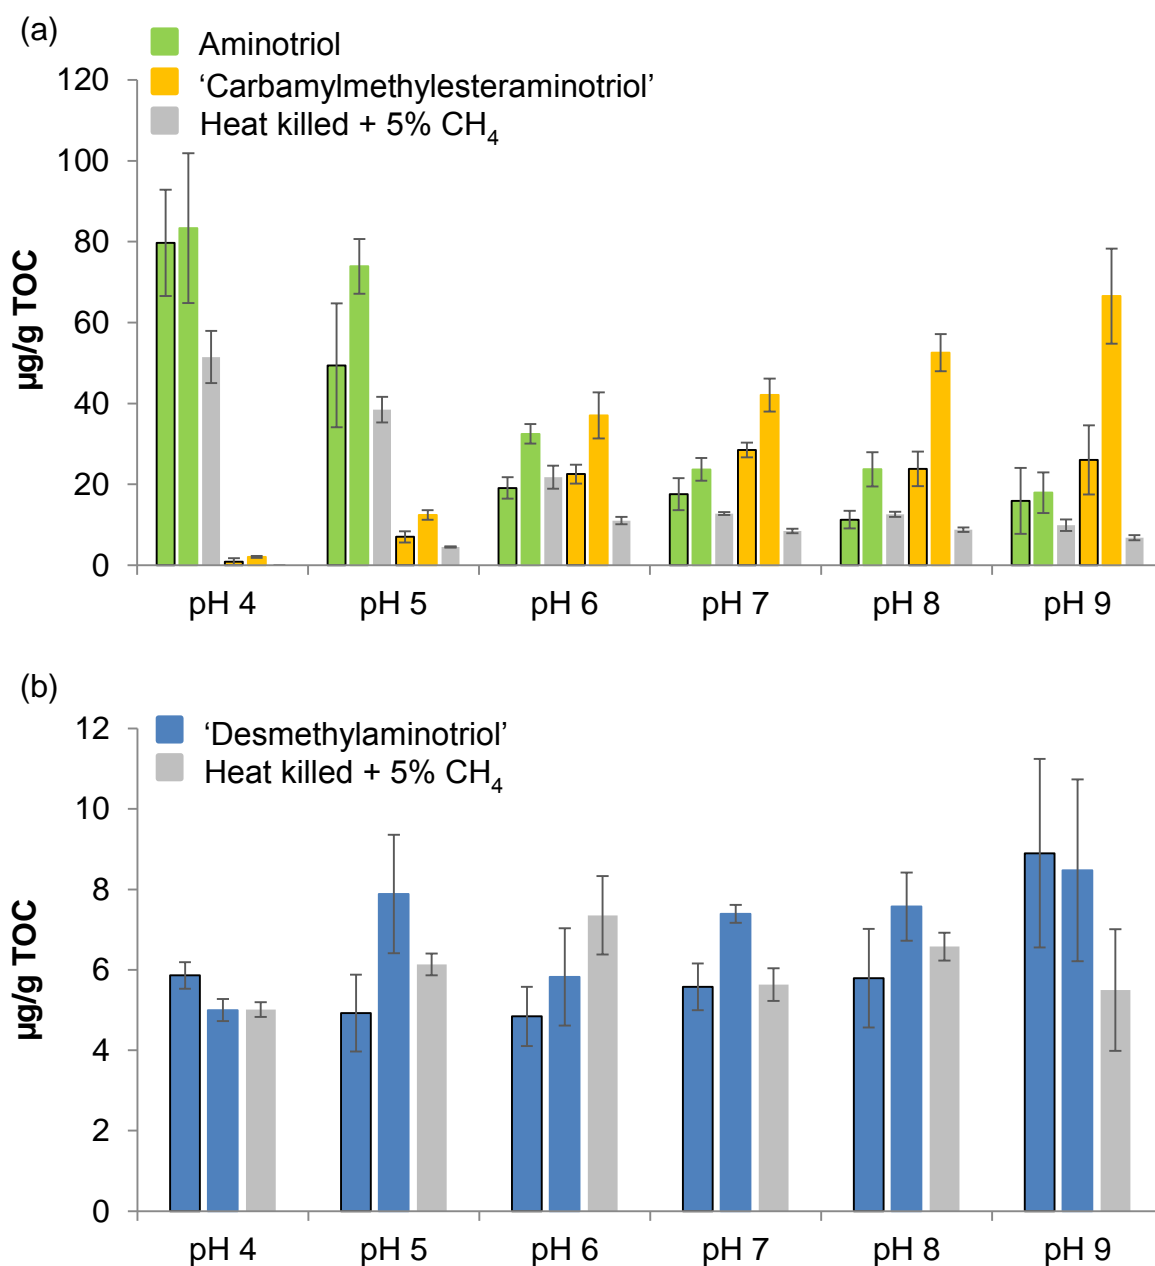 (a)
Aminotriol
‘Carbamylmethylesteraminotriol’
Heat killed + 5% CH₄
µg/g TOC
120
100
80
60
40
20
0
pH 4 pH 5 pH 6 pH 7 pH 8 pH 9
(b)
‘Desmethylaminotriol’
Heat killed + 5% CH₄
µg/g TOC
12
10
8
6
4
2
0
pH 4 pH 5 pH 6 pH 7 pH 8 pH 9